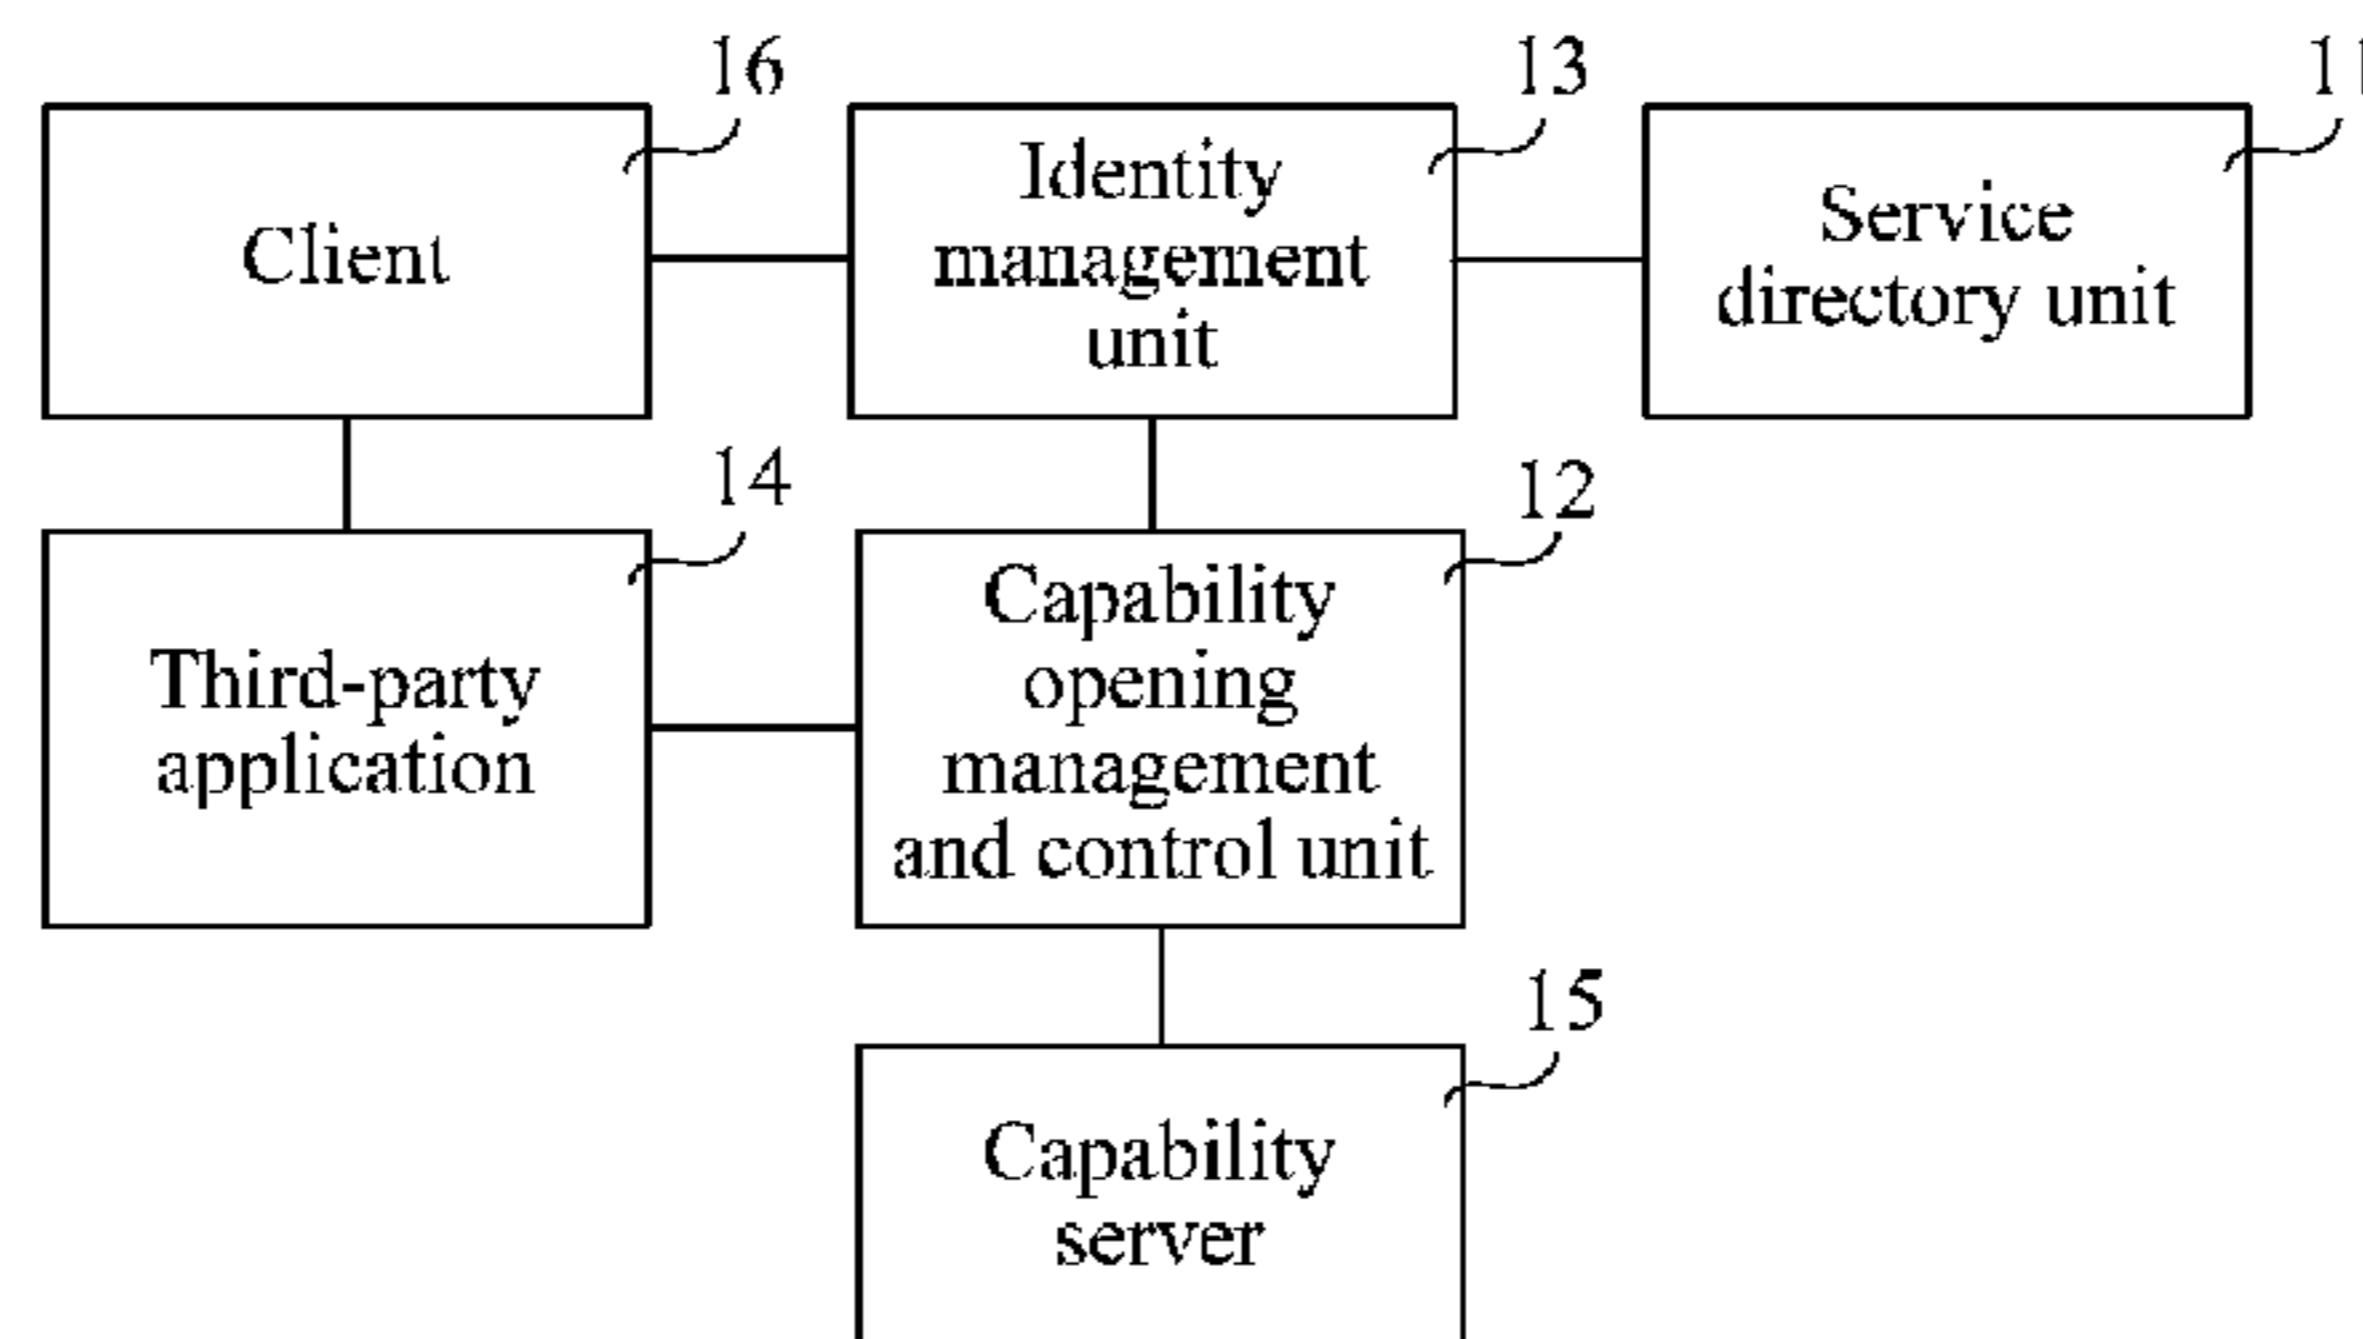 16
13
11
Client
Identity
management
unit
Service
directory unit
14
12
Third-party
application
Capability
opening
management
and control unit
15
Capability
server